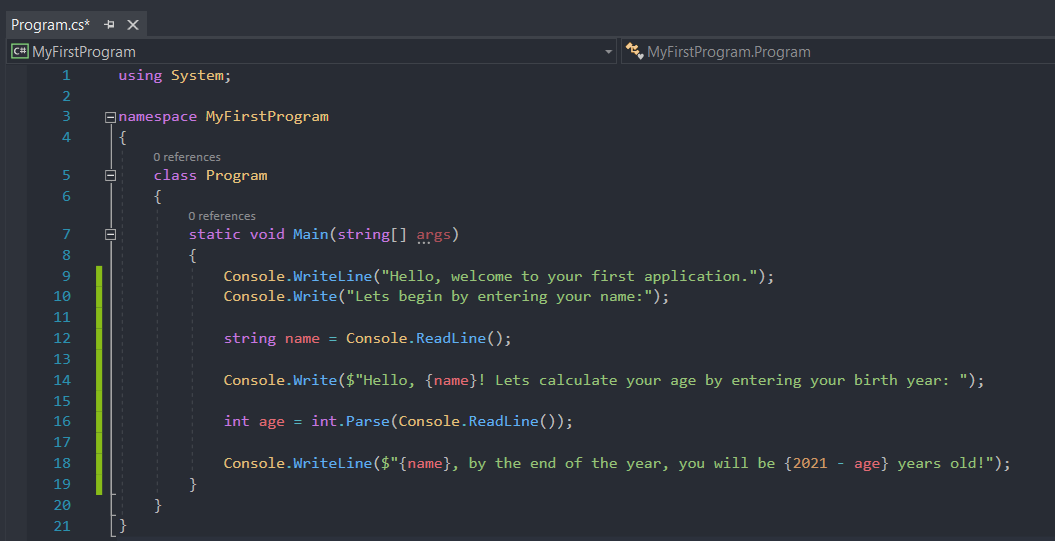 Program.cs*
C# MyFirstProgram MyFirstProgram.Program
1 using System;
2
3 namespace MyFirstProgram
4 {
0 references
5 class Program
6 {
0 references
7 static void Main(string[] args)
8 {
9 Console.WriteLine("Hello, welcome to your first application.");
10 Console.Write("Lets begin by entering your name:");
11
12 string name = Console.ReadLine();
13
14 Console.Write($"Hello, {name}! Lets calculate your age by entering your birth year: ");
15
16 int age = int.Parse(Console.ReadLine());
17
18 Console.WriteLine($"{name}, by the end of the year, you will be {2021 - age} years old!");
19 }
20 }
21 }